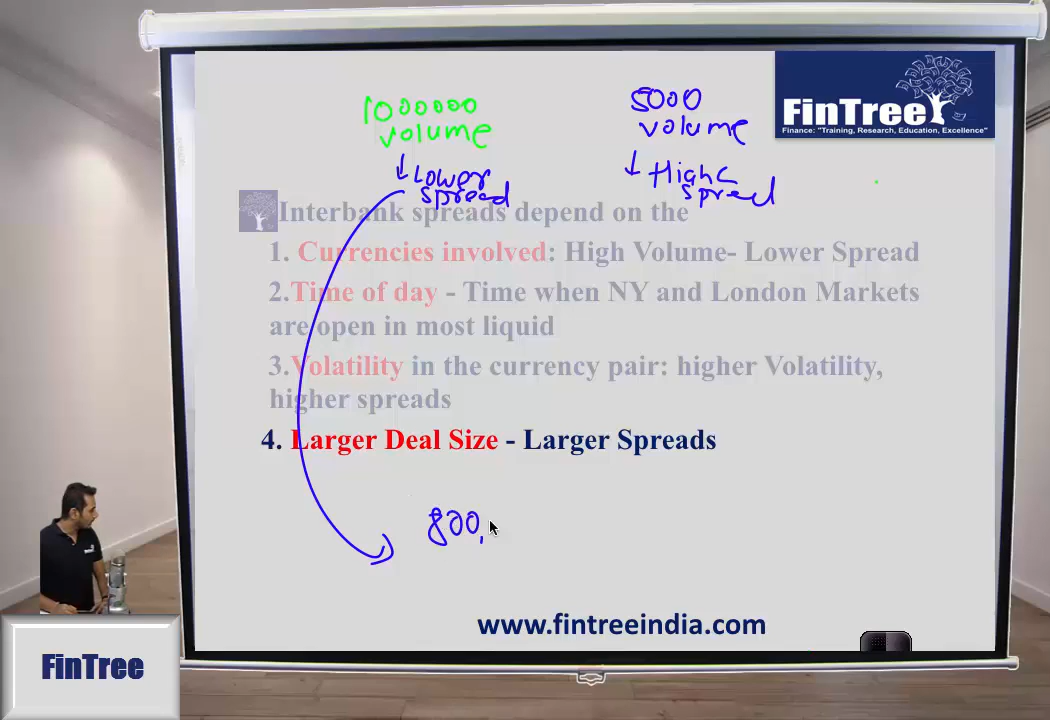 1000000
volume
Lower
spread
5000
volume
High
spread
FinTree
Finance: "Training, Research, Education, Excellence"
Interbank spreads depend on the
1. Currencies involved: High Volume- Lower Spread
2.Time of day - Time when NY and London Markets
are open in most liquid
3.Volatility in the currency pair: higher Volatility,
higher spreads
4. Larger Deal Size - Larger Spreads
800,
www.fintreeindia.com
FinTree